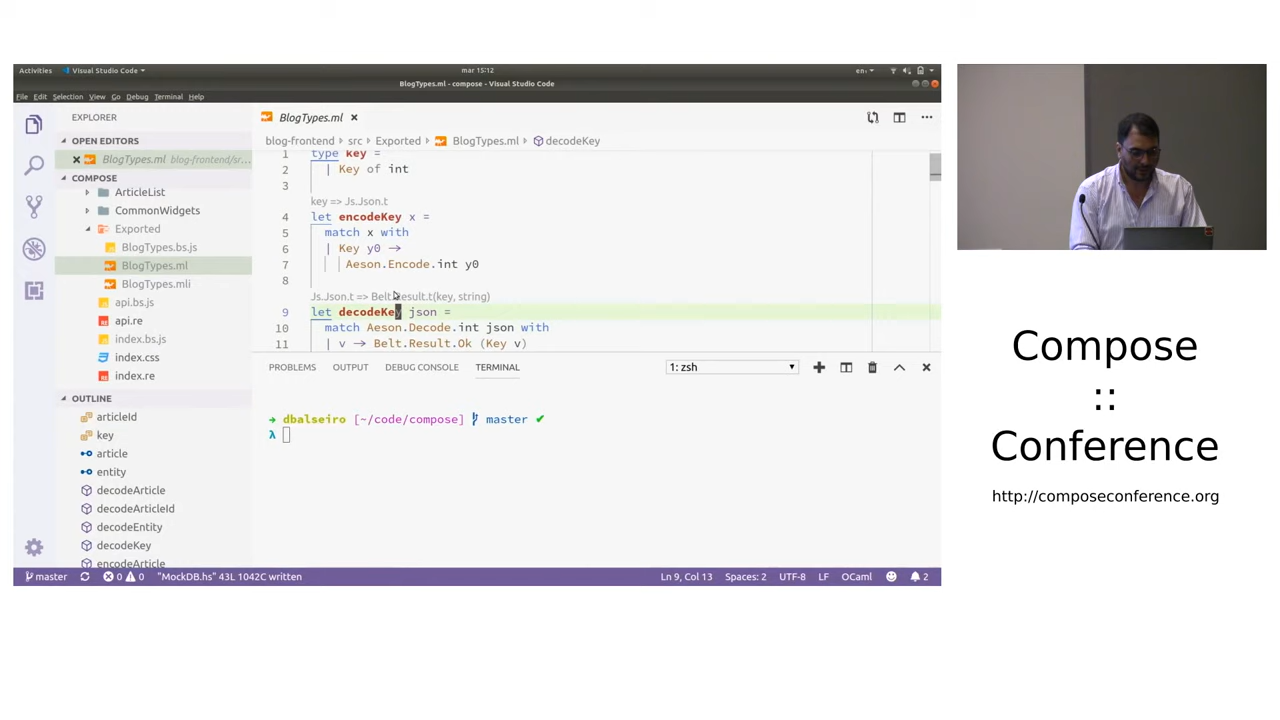 Activities Visual Studio Code
mar 15:12
en₁
BlogTypes.ml - compose - Visual Studio Code
File Edit Selection View Go Debug Terminal Help
EXPLORER
OPEN EDITORS
BlogTypes.ml blog-frontend/sr...
COMPOSE
ArticleList
CommonWidgets
Exported
BlogTypes.bs.js
BlogTypes.ml
BlogTypes.mli
api.bs.js
api.re
index.bs.js
index.css
index.re
OUTLINE
articleId
key
article
entity
decodeArticle
decodeArticleId
decodeEntity
decodeKey
encodeArticle
BlogTypes.ml
blog-frontend src Exported BlogTypes.ml decodeKey
1 type key =
2 | Key of int
3
key => Js.Json.t
4 let encodeKey x =
5 match x with
6 | Key y0 ->
7 Aeson.Encode.int y0
8
Js.Json.t => Belt.Result.t(key, string)
9 let decodeKey json =
10 match Aeson.Decode.int json with
11 | v -> Belt.Result.Ok (Key v)
PROBLEMS OUTPUT DEBUG CONSOLE TERMINAL 1: zsh
→ dbalseiro [~/code/compose] master ✔
λ
master 0 0 "MockDB.hs" 43L 1042C written
Ln 9, Col 13 Spaces: 2 UTF-8 LF OCaml 2
Compose
::
Conference
http://composeconference.org